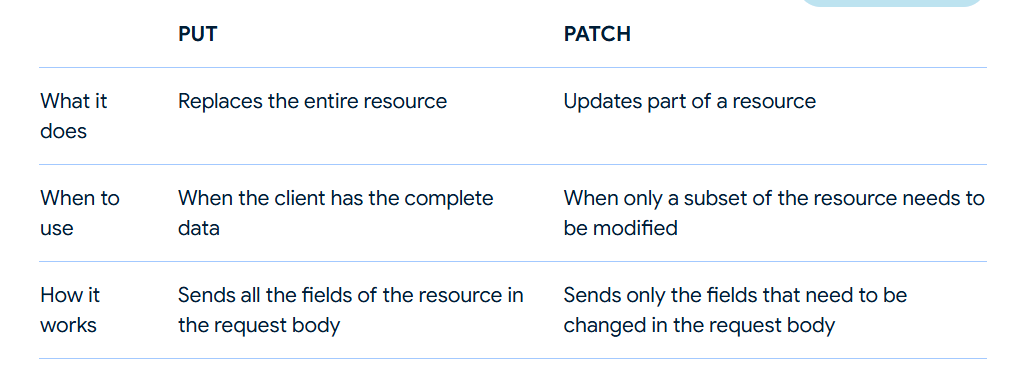 PUT PATCH
What it does Replaces the entire resource Updates part of a resource
When to use When the client has the complete data When only a subset of the resource needs to be modified
How it works Sends all the fields of the resource in the request body Sends only the fields that need to be changed in the request body